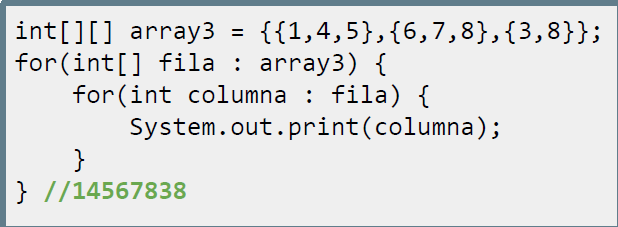 int[][] array3 = {{1,4,5},{6,7,8},{3,8}};
for(int[] fila : array3) {
    for(int columna : fila) {
        System.out.print(columna);
    }
} //14567838